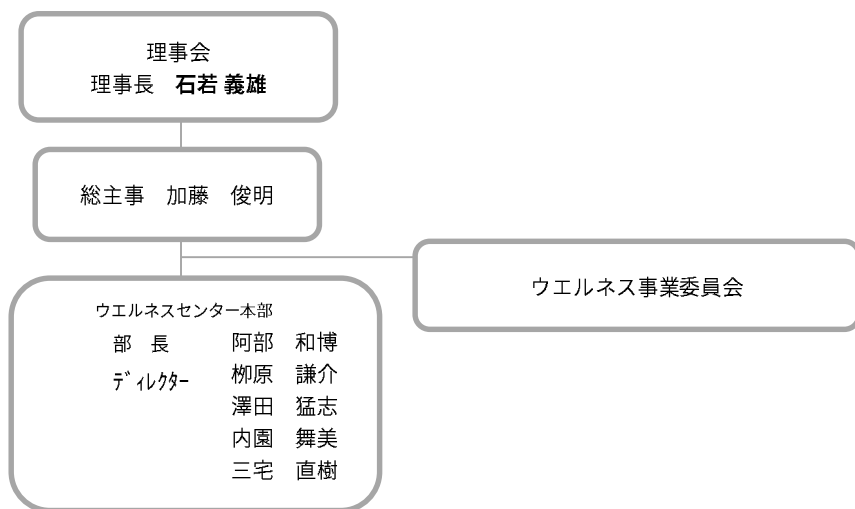 理事会
理事長 石若 義雄
総主事 加藤 俊明
ウエルネス事業委員会
ウエルネスセンター本部
部 長 阿部 和博
ディレクター 栁原 謙介
澤田 猛志
内園 舞美
三宅 直樹